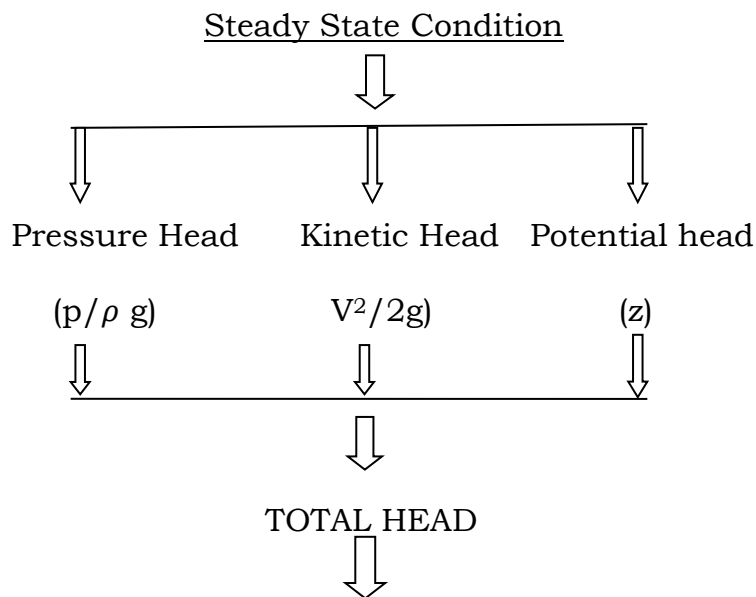 Steady State Condition
Pressure Head Kinetic Head Potential head
(p/ρ g) V²/2g) (z)
TOTAL HEAD